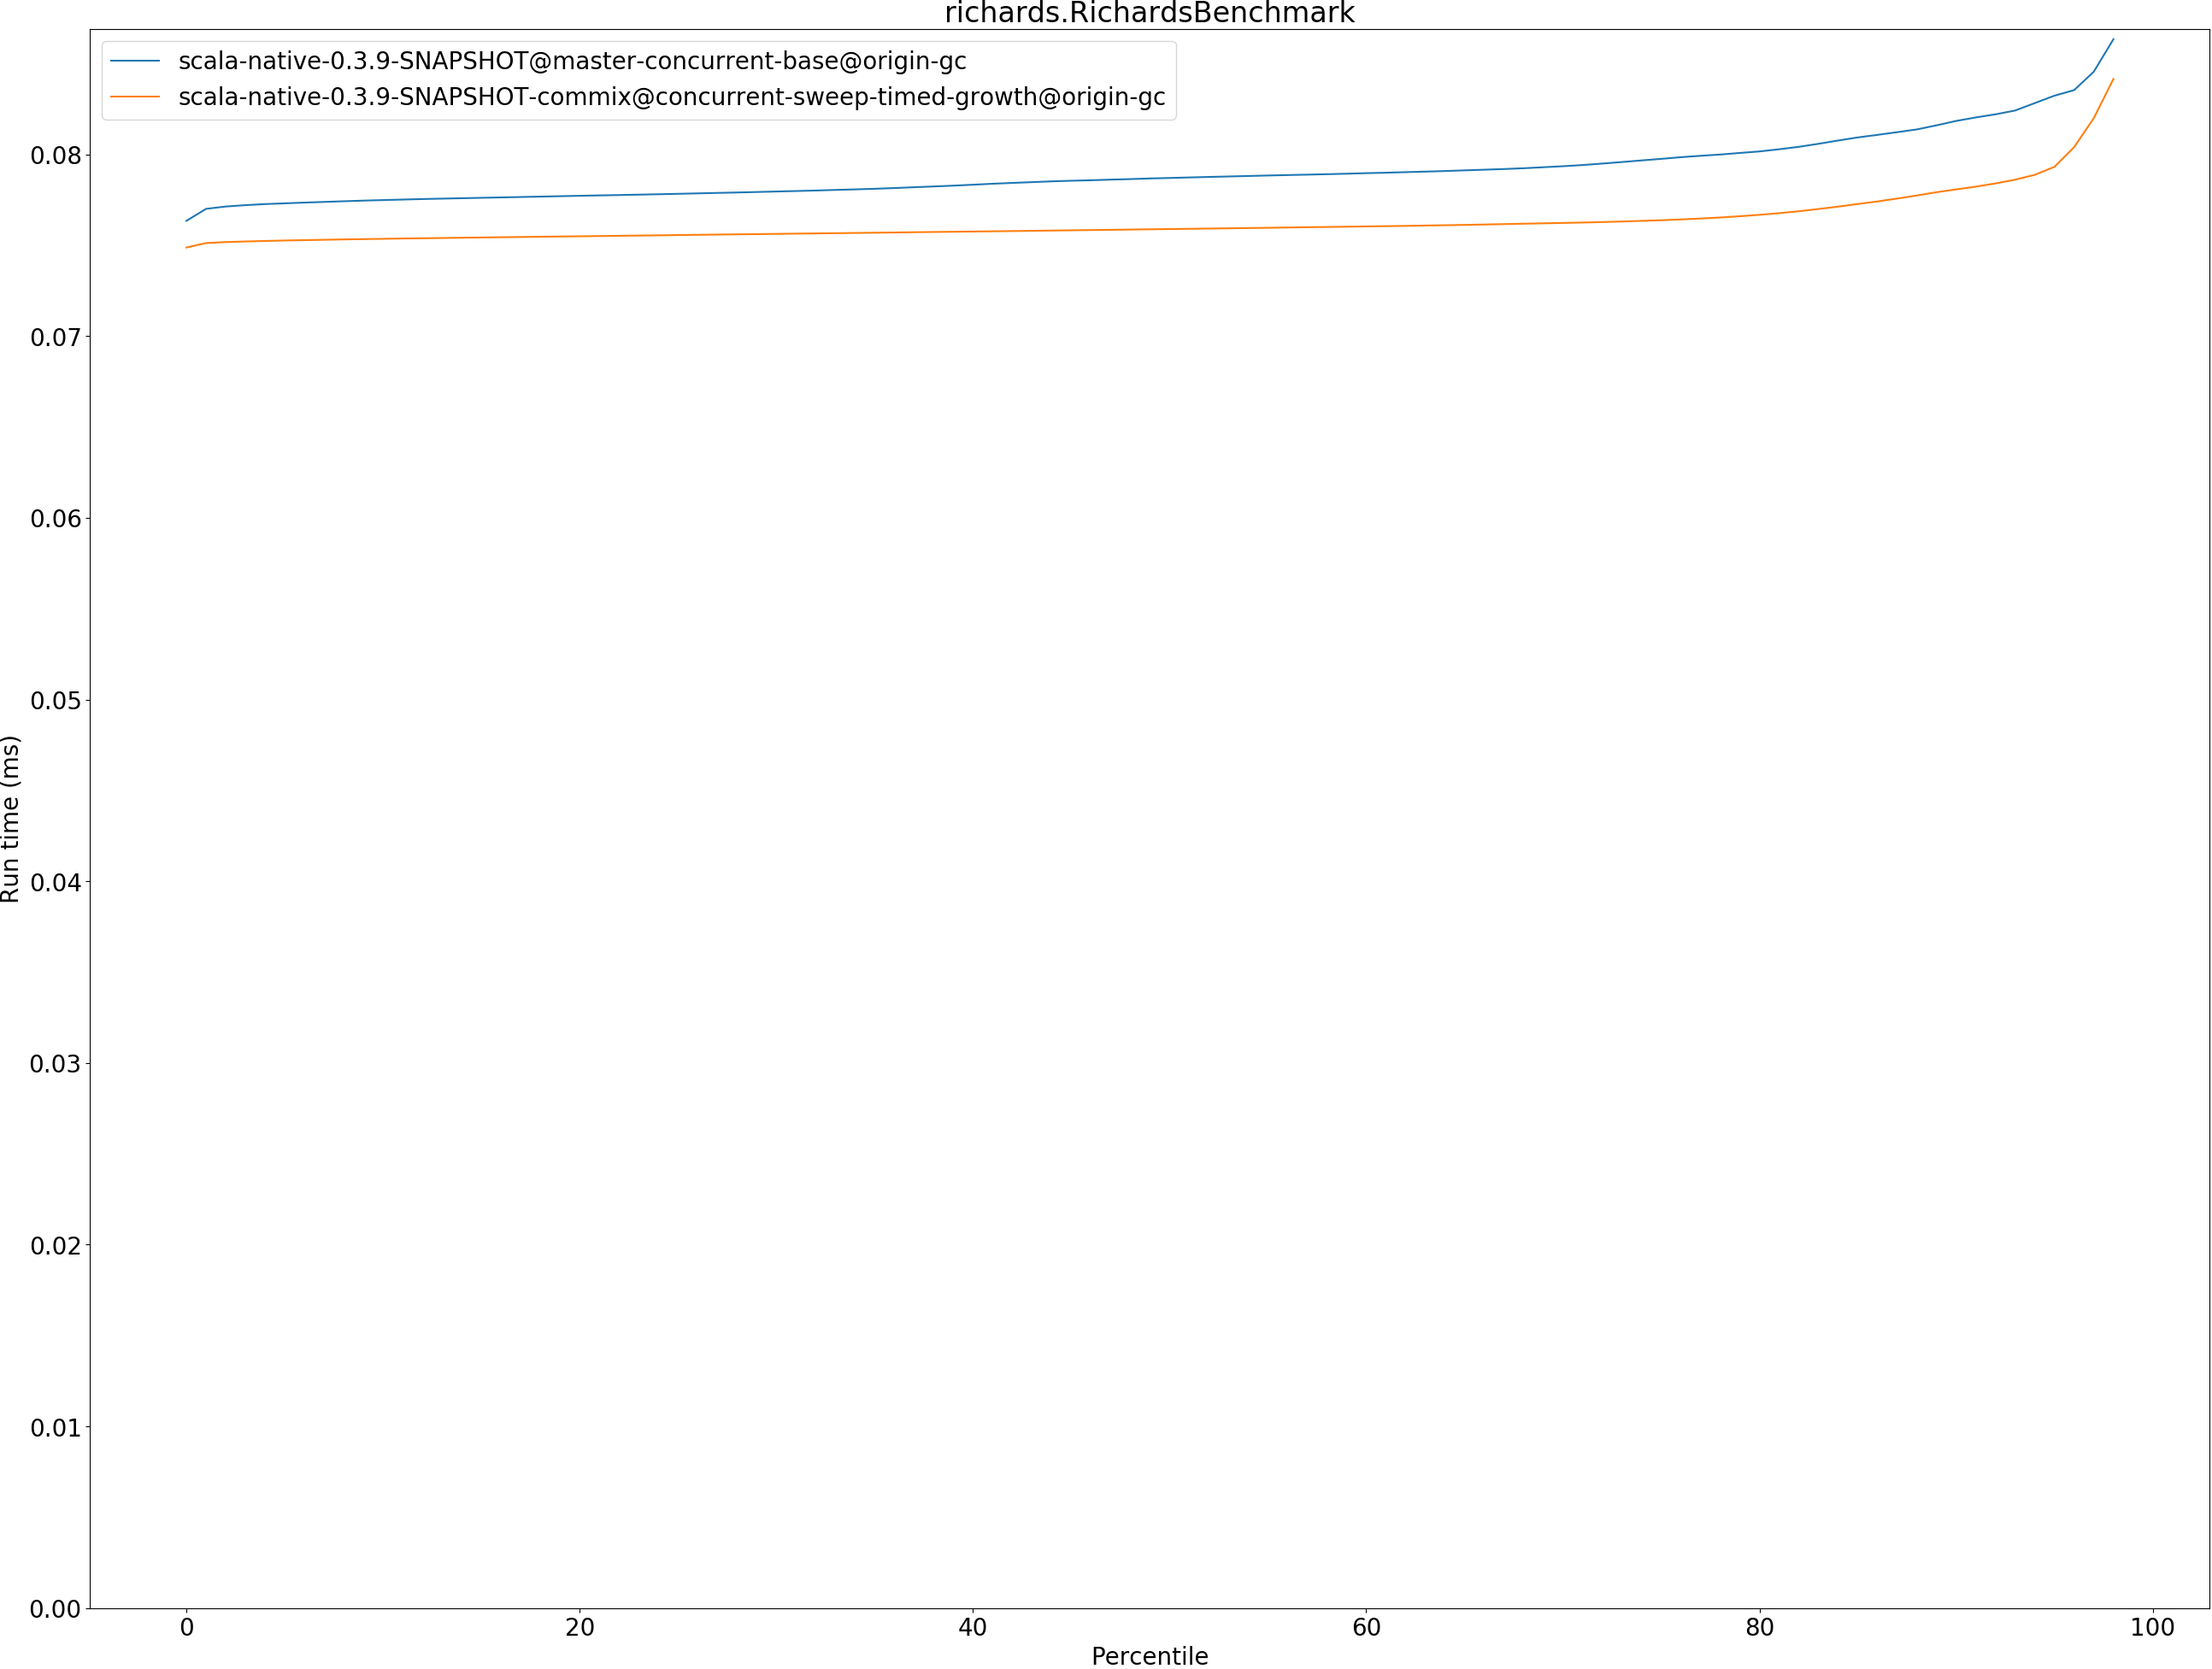 richards.RichardsBenchmark
scala-native-0.3.9-SNAPSHOT@master-concurrent-base@origin-gc
scala-native-0.3.9-SNAPSHOT-commix@concurrent-sweep-timed-growth@origin-gc
0.08
0.07
0.06
0.05
0.04
0.03
0.02
0.01
0.00
Run time (ms)
0 20 40 60 80 100
Percentile